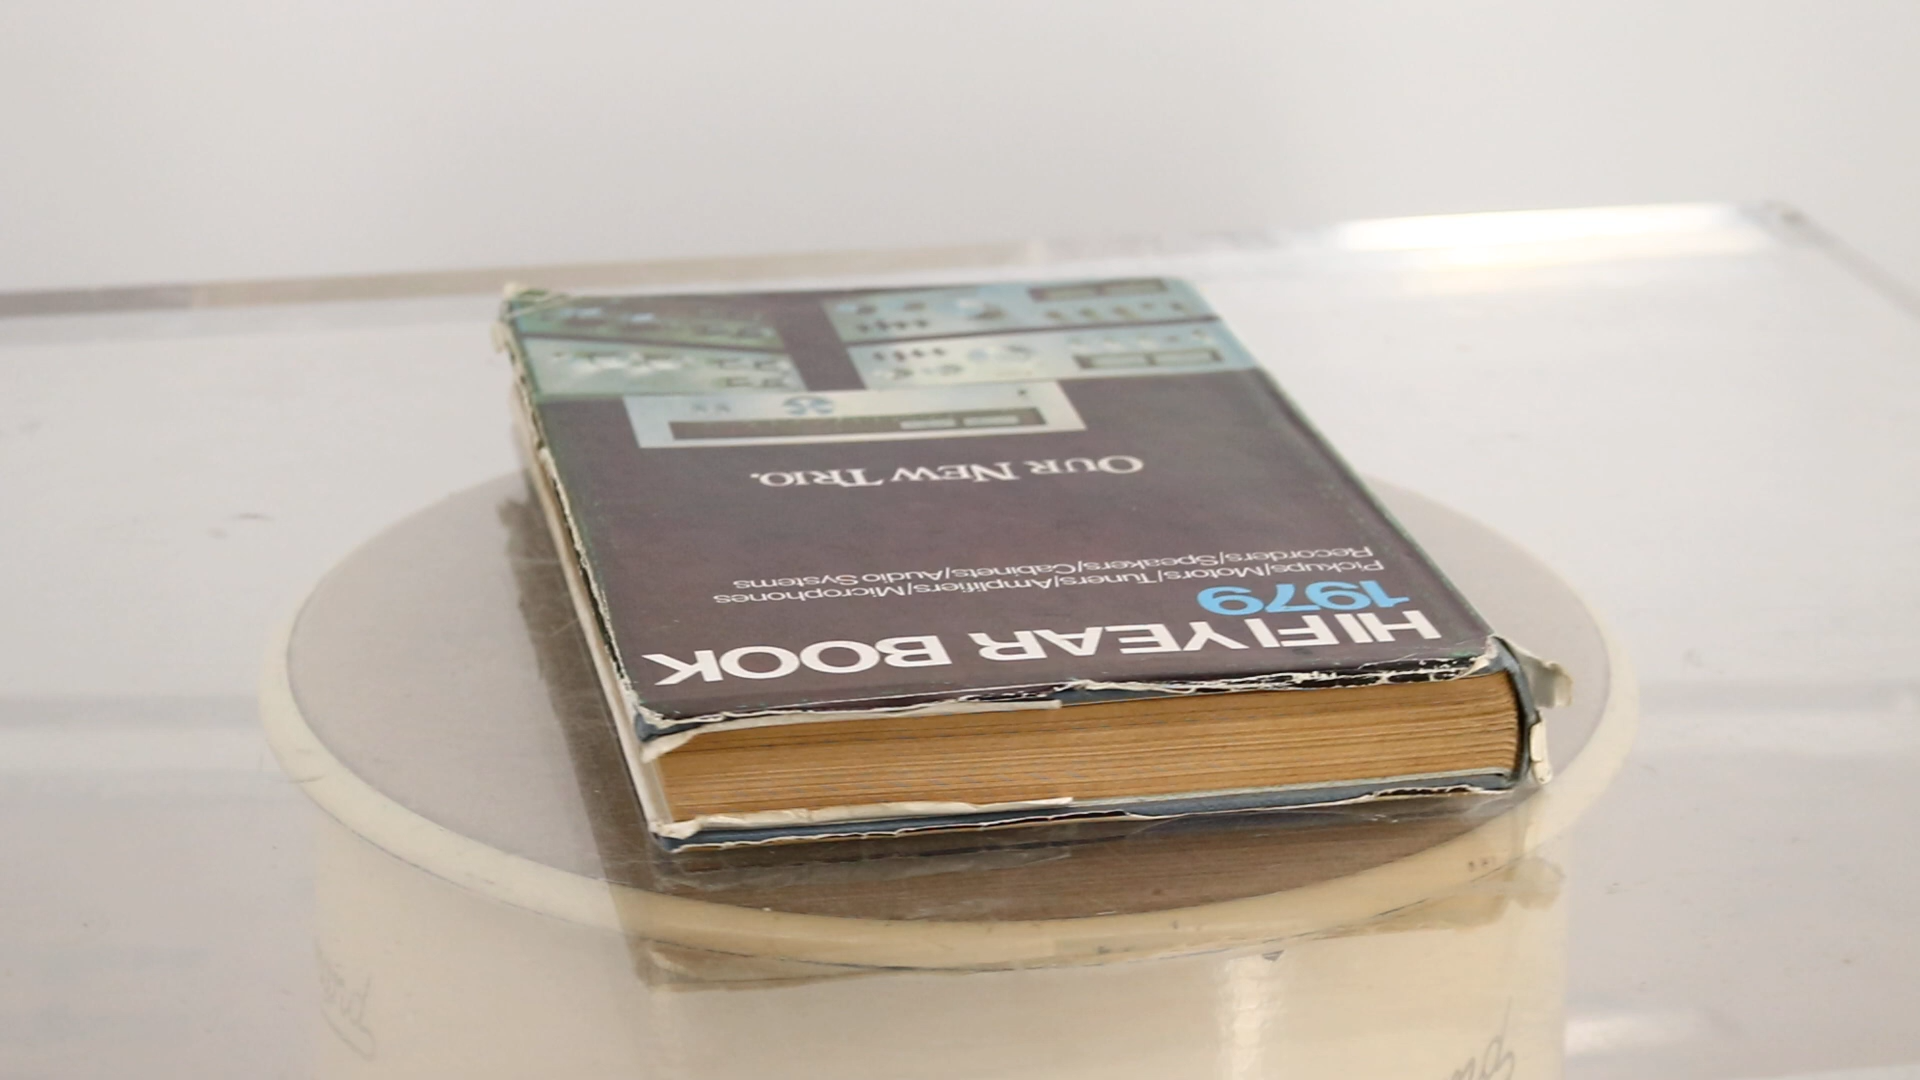 HIFI YEAR BOOK
1979
Pickups/Motors/Tuners/Amplifiers/Microphones
Recorders/Speakers/Cabinets/Audio Systems
OUR NEW TRIO.